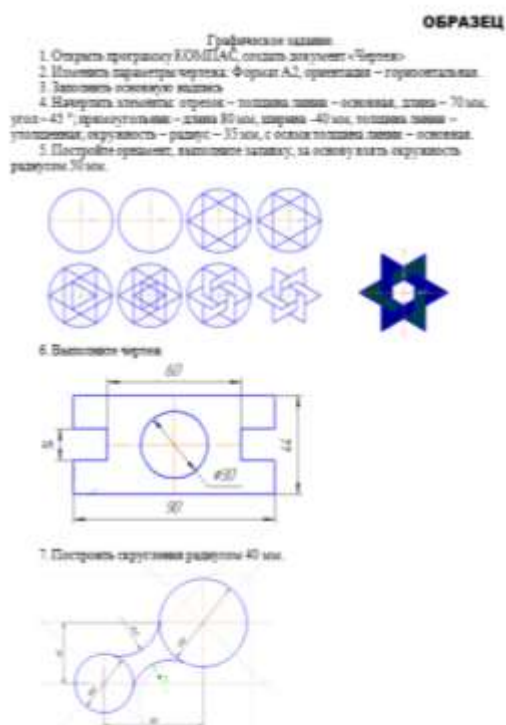 ОБРАЗЕЦ
Графическое задание
1. Открыть программу КОМПАС, создать документ «Чертеж»
2. Изменить параметры чертежа: Формат А2, ориентация – горизонтальная.
3. Заполнить основную надпись
4. Начертить элементы: отрезок – толщина линии – основная, длина – 70 мм,
угол – 45 °; прямоугольник – длина 80 мм, ширина -40 мм, толщина линии –
утолщенная, окружность – радиус – 35 мм, с осями толщина линии – основная.
5. Постройте орнамент, выполните заливку, за основу взять окружность
радиусом 50 мм.
6. Выполните чертеж
60
44
ø30
90
7. Построить скругления радиусом 40 мм.